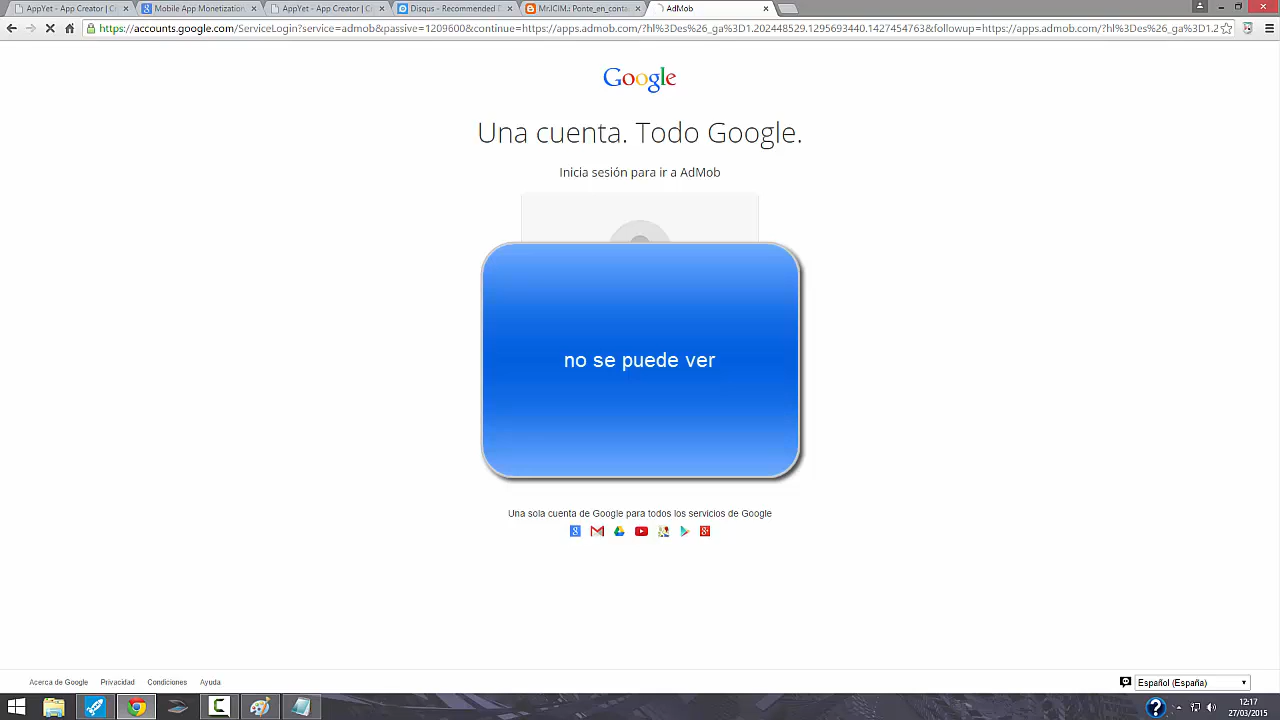 AppYet - App Creator | C
Mobile App Monetization
AppYet - App Creator | C
Disqus - Recommended
Mr.ICIMa Ponte_en_conta
AdMob
https://accounts.google.com/ServiceLogin?service=admob&passive=1209600&continue=https://apps.admob.com/?hl%3Des%26_ga%3D1.202448529.1295693440.1427454763&followup=https://apps.admob.com/?hl%3Des%26_ga%3D1.2
Google
Una cuenta. Todo Google.
Inicia sesión para ir a AdMob
no se puede ver
Una sola cuenta de Google para todos los servicios de Google
Acerca de Google Privacidad Condiciones Ayuda
Español (España)
12:17
27/03/2015